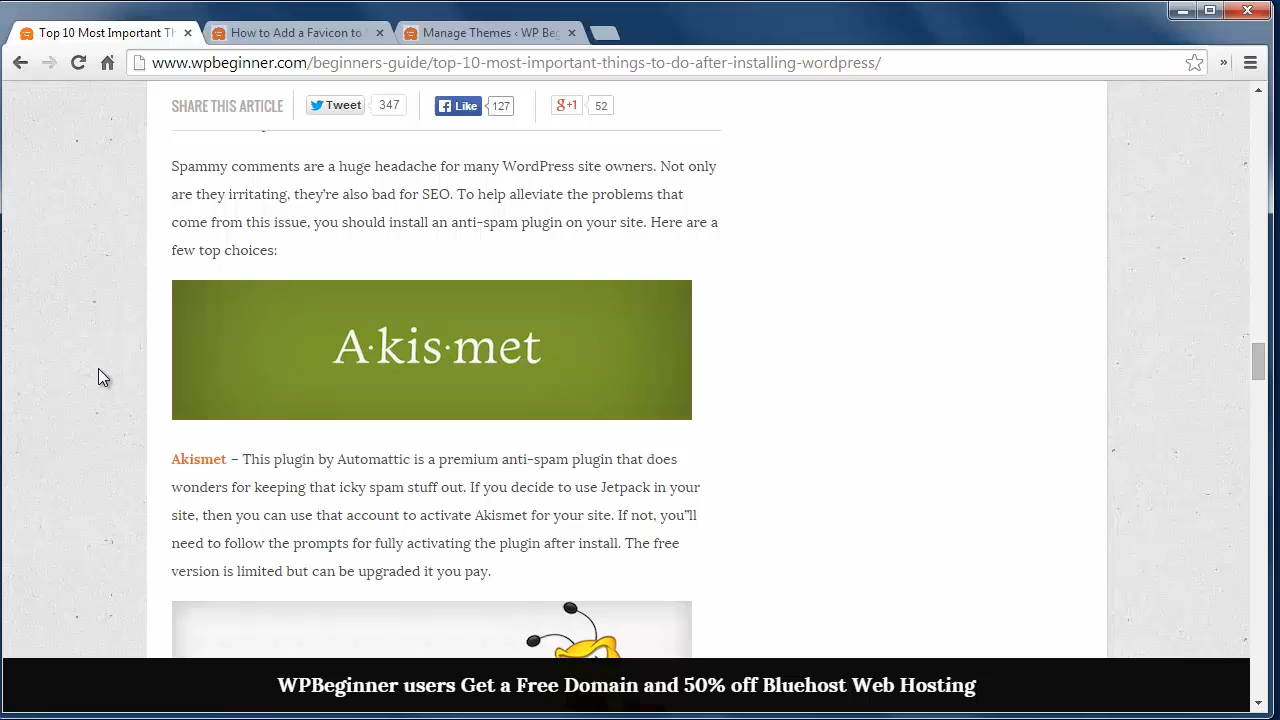 Top 10 Most Important Th
How to Add a Favicon to
Manage Themes ‹ WP Beg
www.wpbeginner.com/beginners-guide/top-10-most-important-things-to-do-after-installing-wordpress/
SHARE THIS ARTICLE
Tweet 347
Like 127
g+1 52
Spammy comments are a huge headache for many WordPress site owners. Not only
are they irritating, they're also bad for SEO. To help alleviate the problems that
come from this issue, you should install an anti-spam plugin on your site. Here are a
few top choices:
A·kis·met
Akismet – This plugin by Automattic is a premium anti-spam plugin that does
wonders for keeping that icky spam stuff out. If you decide to use Jetpack in your
site, then you can use that account to activate Akismet for your site. If not, you"ll
need to follow the prompts for fully activating the plugin after install. The free
version is limited but can be upgraded it you pay.
WPBeginner users Get a Free Domain and 50% off Bluehost Web Hosting